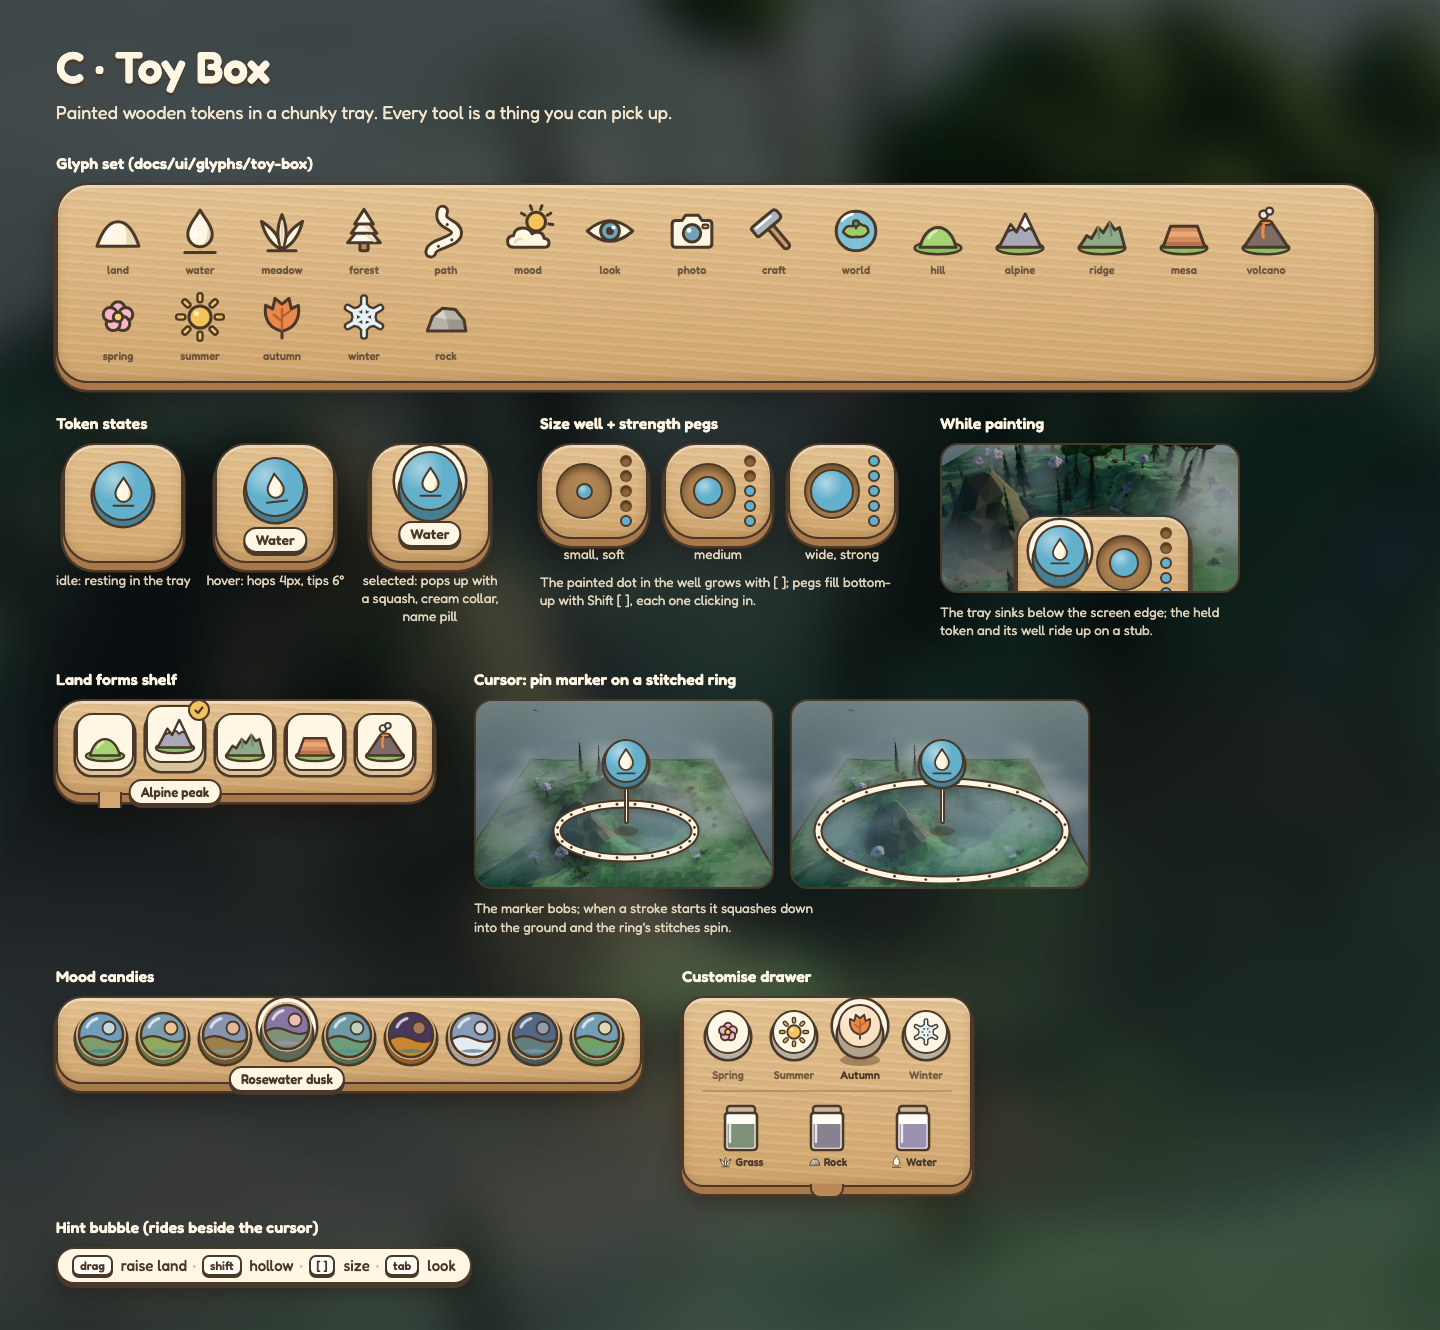 C · Toy Box
Painted wooden tokens in a chunky tray. Every tool is a thing you can pick up.
Glyph set (docs/ui/glyphs/toy-box)
land water meadow forest path mood look photo craft world hill alpine ridge mesa volcano
spring summer autumn winter rock
Token states
Water
Water
idle: resting in the tray
hover: hops 4px, tips 6°
selected: pops up with
a squash, cream collar,
name pill
Size well + strength pegs
small, soft medium wide, strong
The painted dot in the well grows with [ ]; pegs fill bottom-
up with Shift [ ], each one clicking in.
While painting
The tray sinks below the screen edge; the held
token and its well ride up on a stub.
Land forms shelf
Alpine peak
Cursor: pin marker on a stitched ring
The marker bobs; when a stroke starts it squashes down
into the ground and the ring's stitches spin.
Mood candies
Rosewater dusk
Customise drawer
Spring Summer Autumn Winter
Grass Rock Water
Hint bubble (rides beside the cursor)
drag raise land · shift hollow · [ ] size · tab look